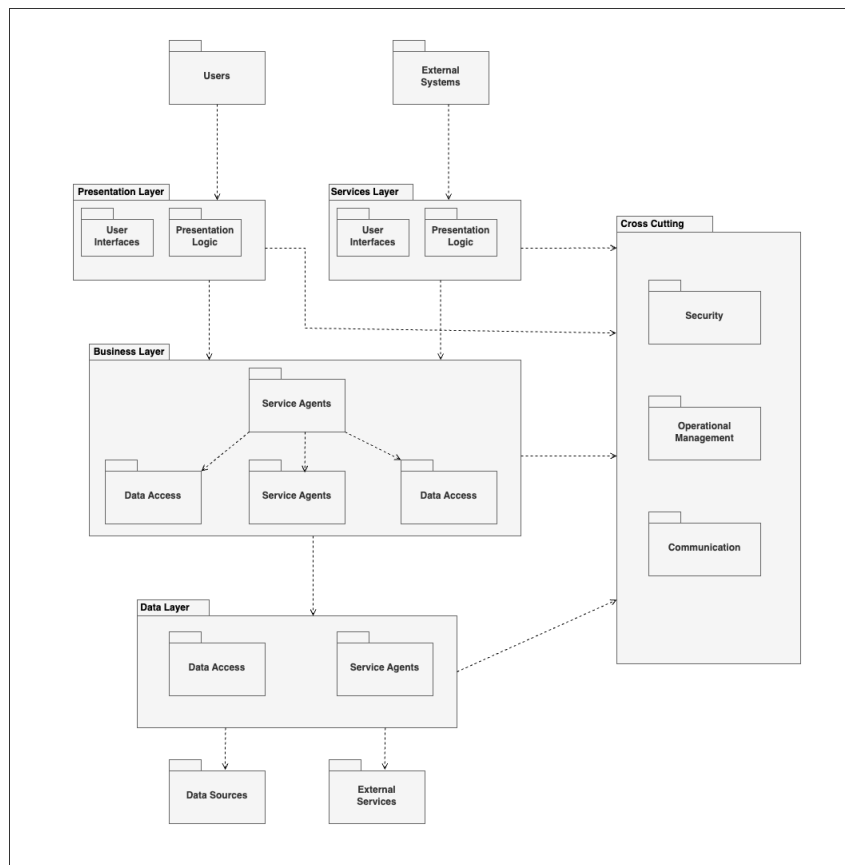 Users
External
Systems
Presentation Layer
User
Interfaces
Presentation
Logic
Services Layer
User
Interfaces
Presentation
Logic
Cross Cutting
Security
Operational
Management
Communication
Business Layer
Service Agents
Data Access
Service Agents
Data Access
Data Layer
Data Access
Service Agents
Data Sources
External
Services